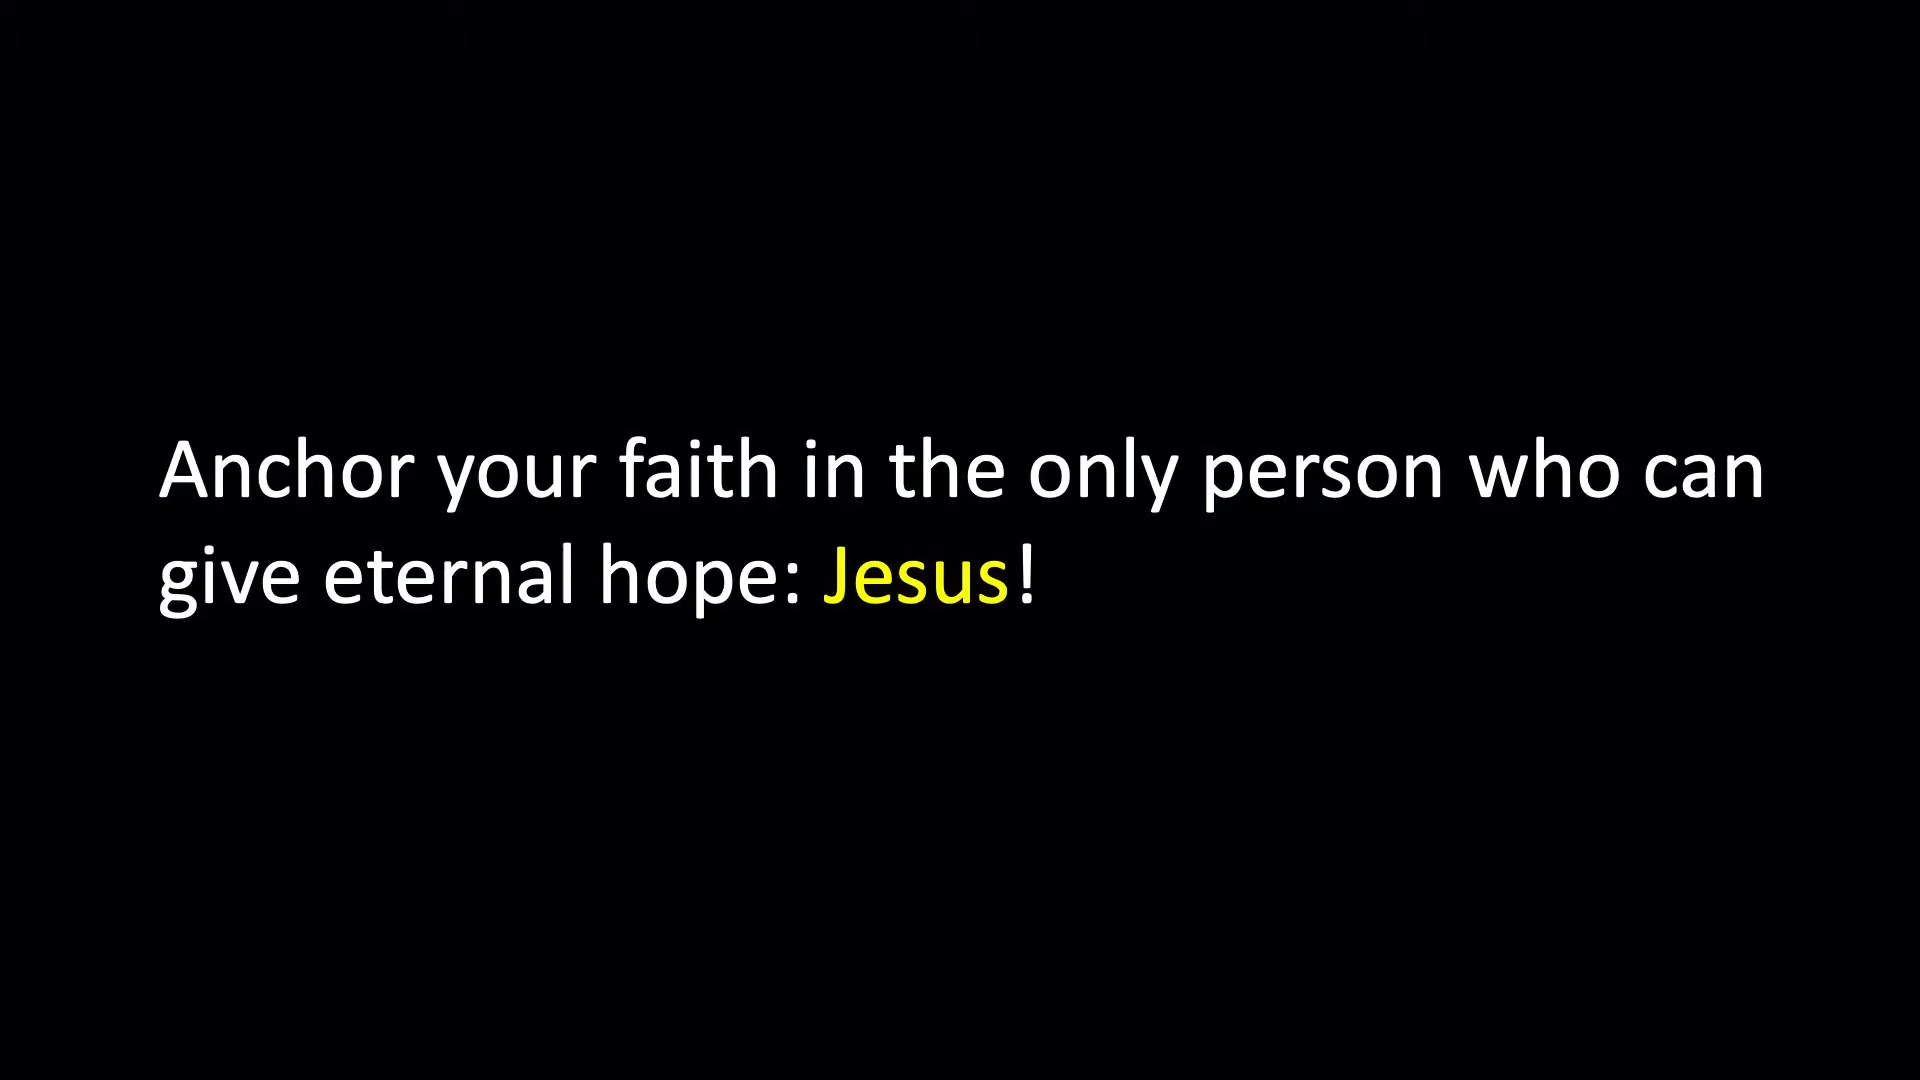 Anchor your faith in the only person who can
give eternal hope: Jesus!